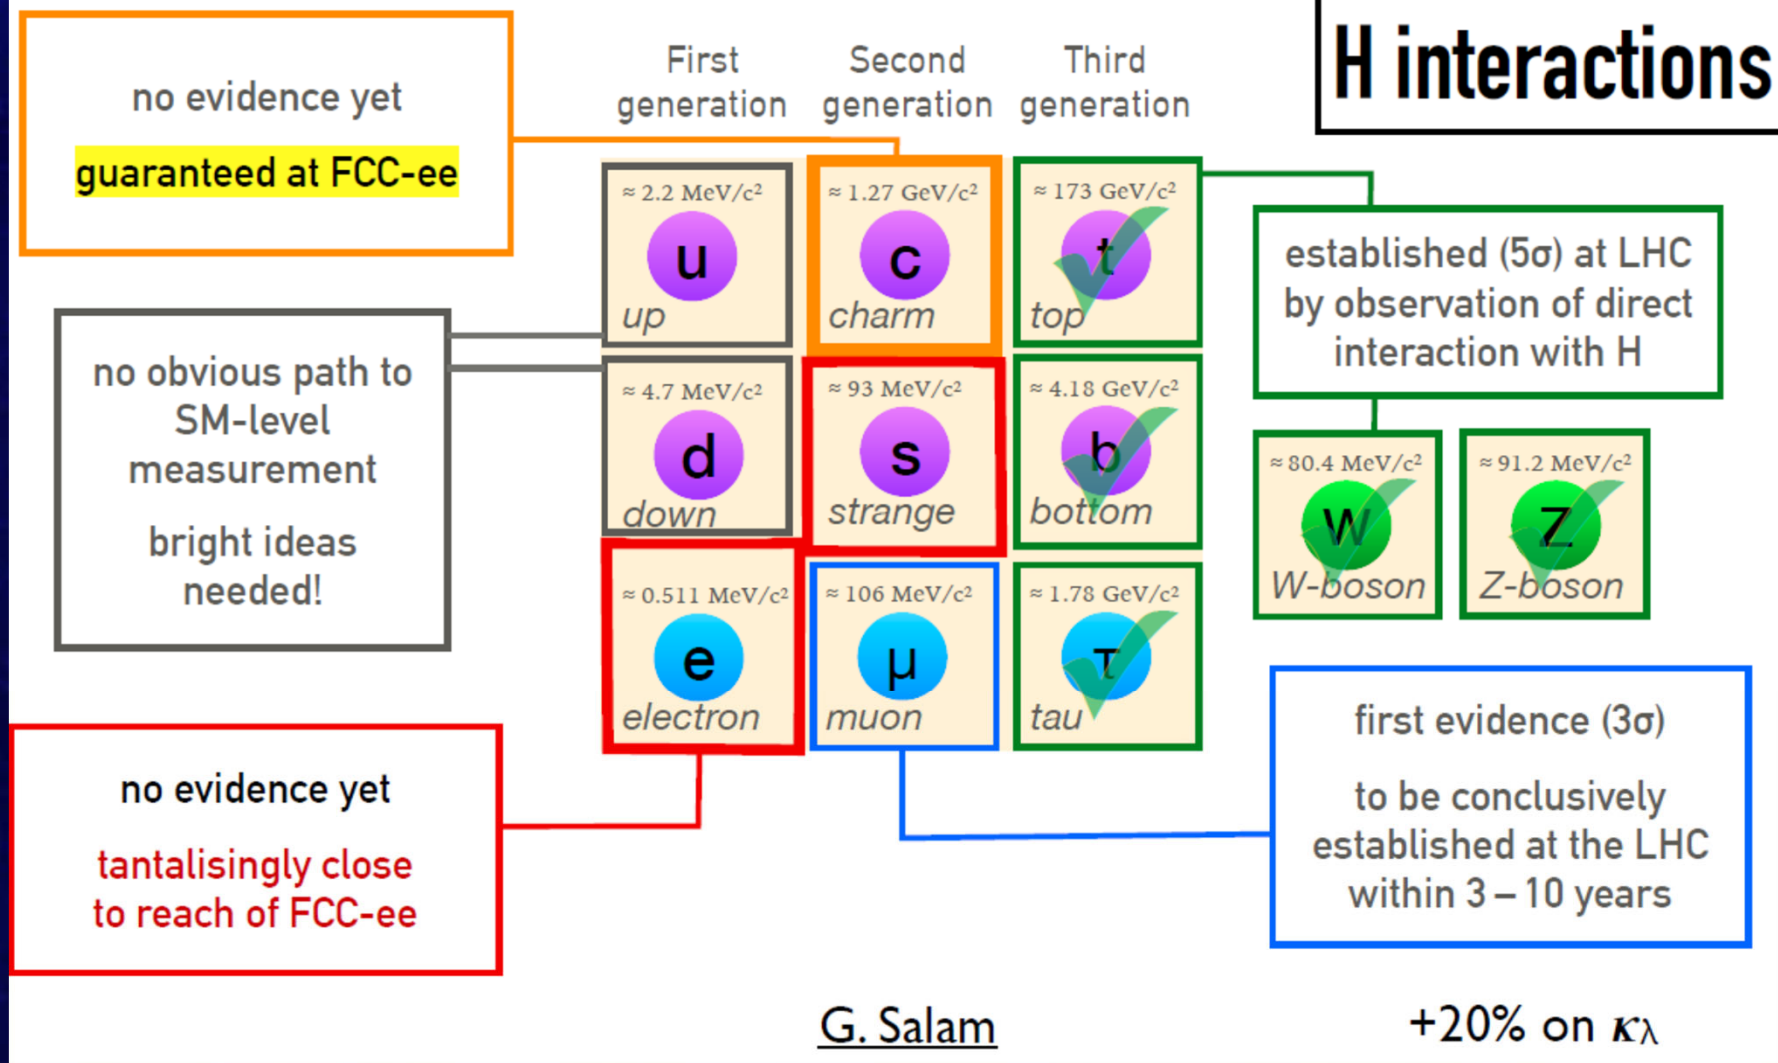 H interactions
no evidence yet
guaranteed at FCC-ee
First
generation
Second
generation
Third
generation
≈ 2.2 MeV/c²
u
up
≈ 1.27 GeV/c²
c
charm
≈ 173 GeV/c²
t
top
established (5σ) at LHC
by observation of direct
interaction with H
no obvious path to
SM-level
measurement
bright ideas
needed!
≈ 4.7 MeV/c²
d
down
≈ 93 MeV/c²
s
strange
≈ 4.18 GeV/c²
b
bottom
≈ 80.4 MeV/c²
W
W-boson
≈ 91.2 MeV/c²
Z
Z-boson
≈ 0.511 MeV/c²
e
electron
≈ 106 MeV/c²
μ
muon
≈ 1.78 GeV/c²
τ
tau
no evidence yet
tantalisingly close
to reach of FCC-ee
first evidence (3σ)
to be conclusively
established at the LHC
within 3 – 10 years
G. Salam
+20% on κλ